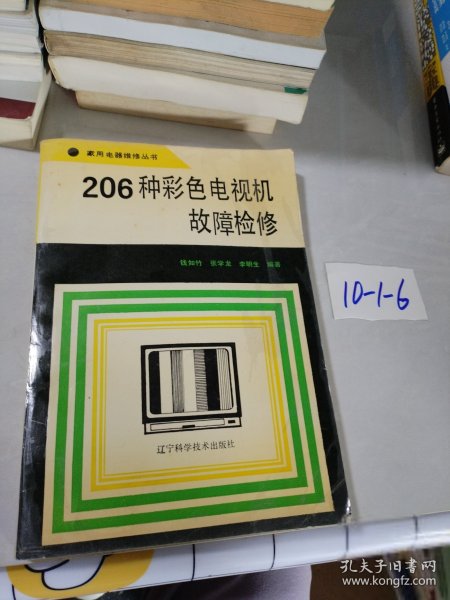 家用电器维修丛书
206种彩色电视机
故障检修
钱如竹 张学龙 李明生 编著
辽宁科学技术出版社
10-1-6
孔夫子旧书网
www.kongfz.com